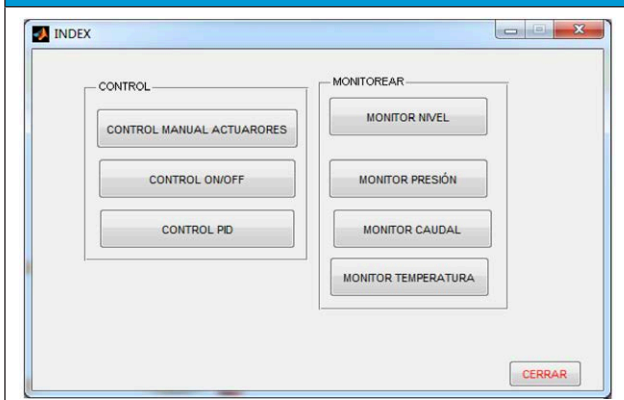 INDEX
CONTROL
CONTROL MANUAL ACTUARORES
CONTROL ON/OFF
CONTROL PID
MONITOREAR
MONITOR NIVEL
MONITOR PRESIÓN
MONITOR CAUDAL
MONITOR TEMPERATURA
CERRAR